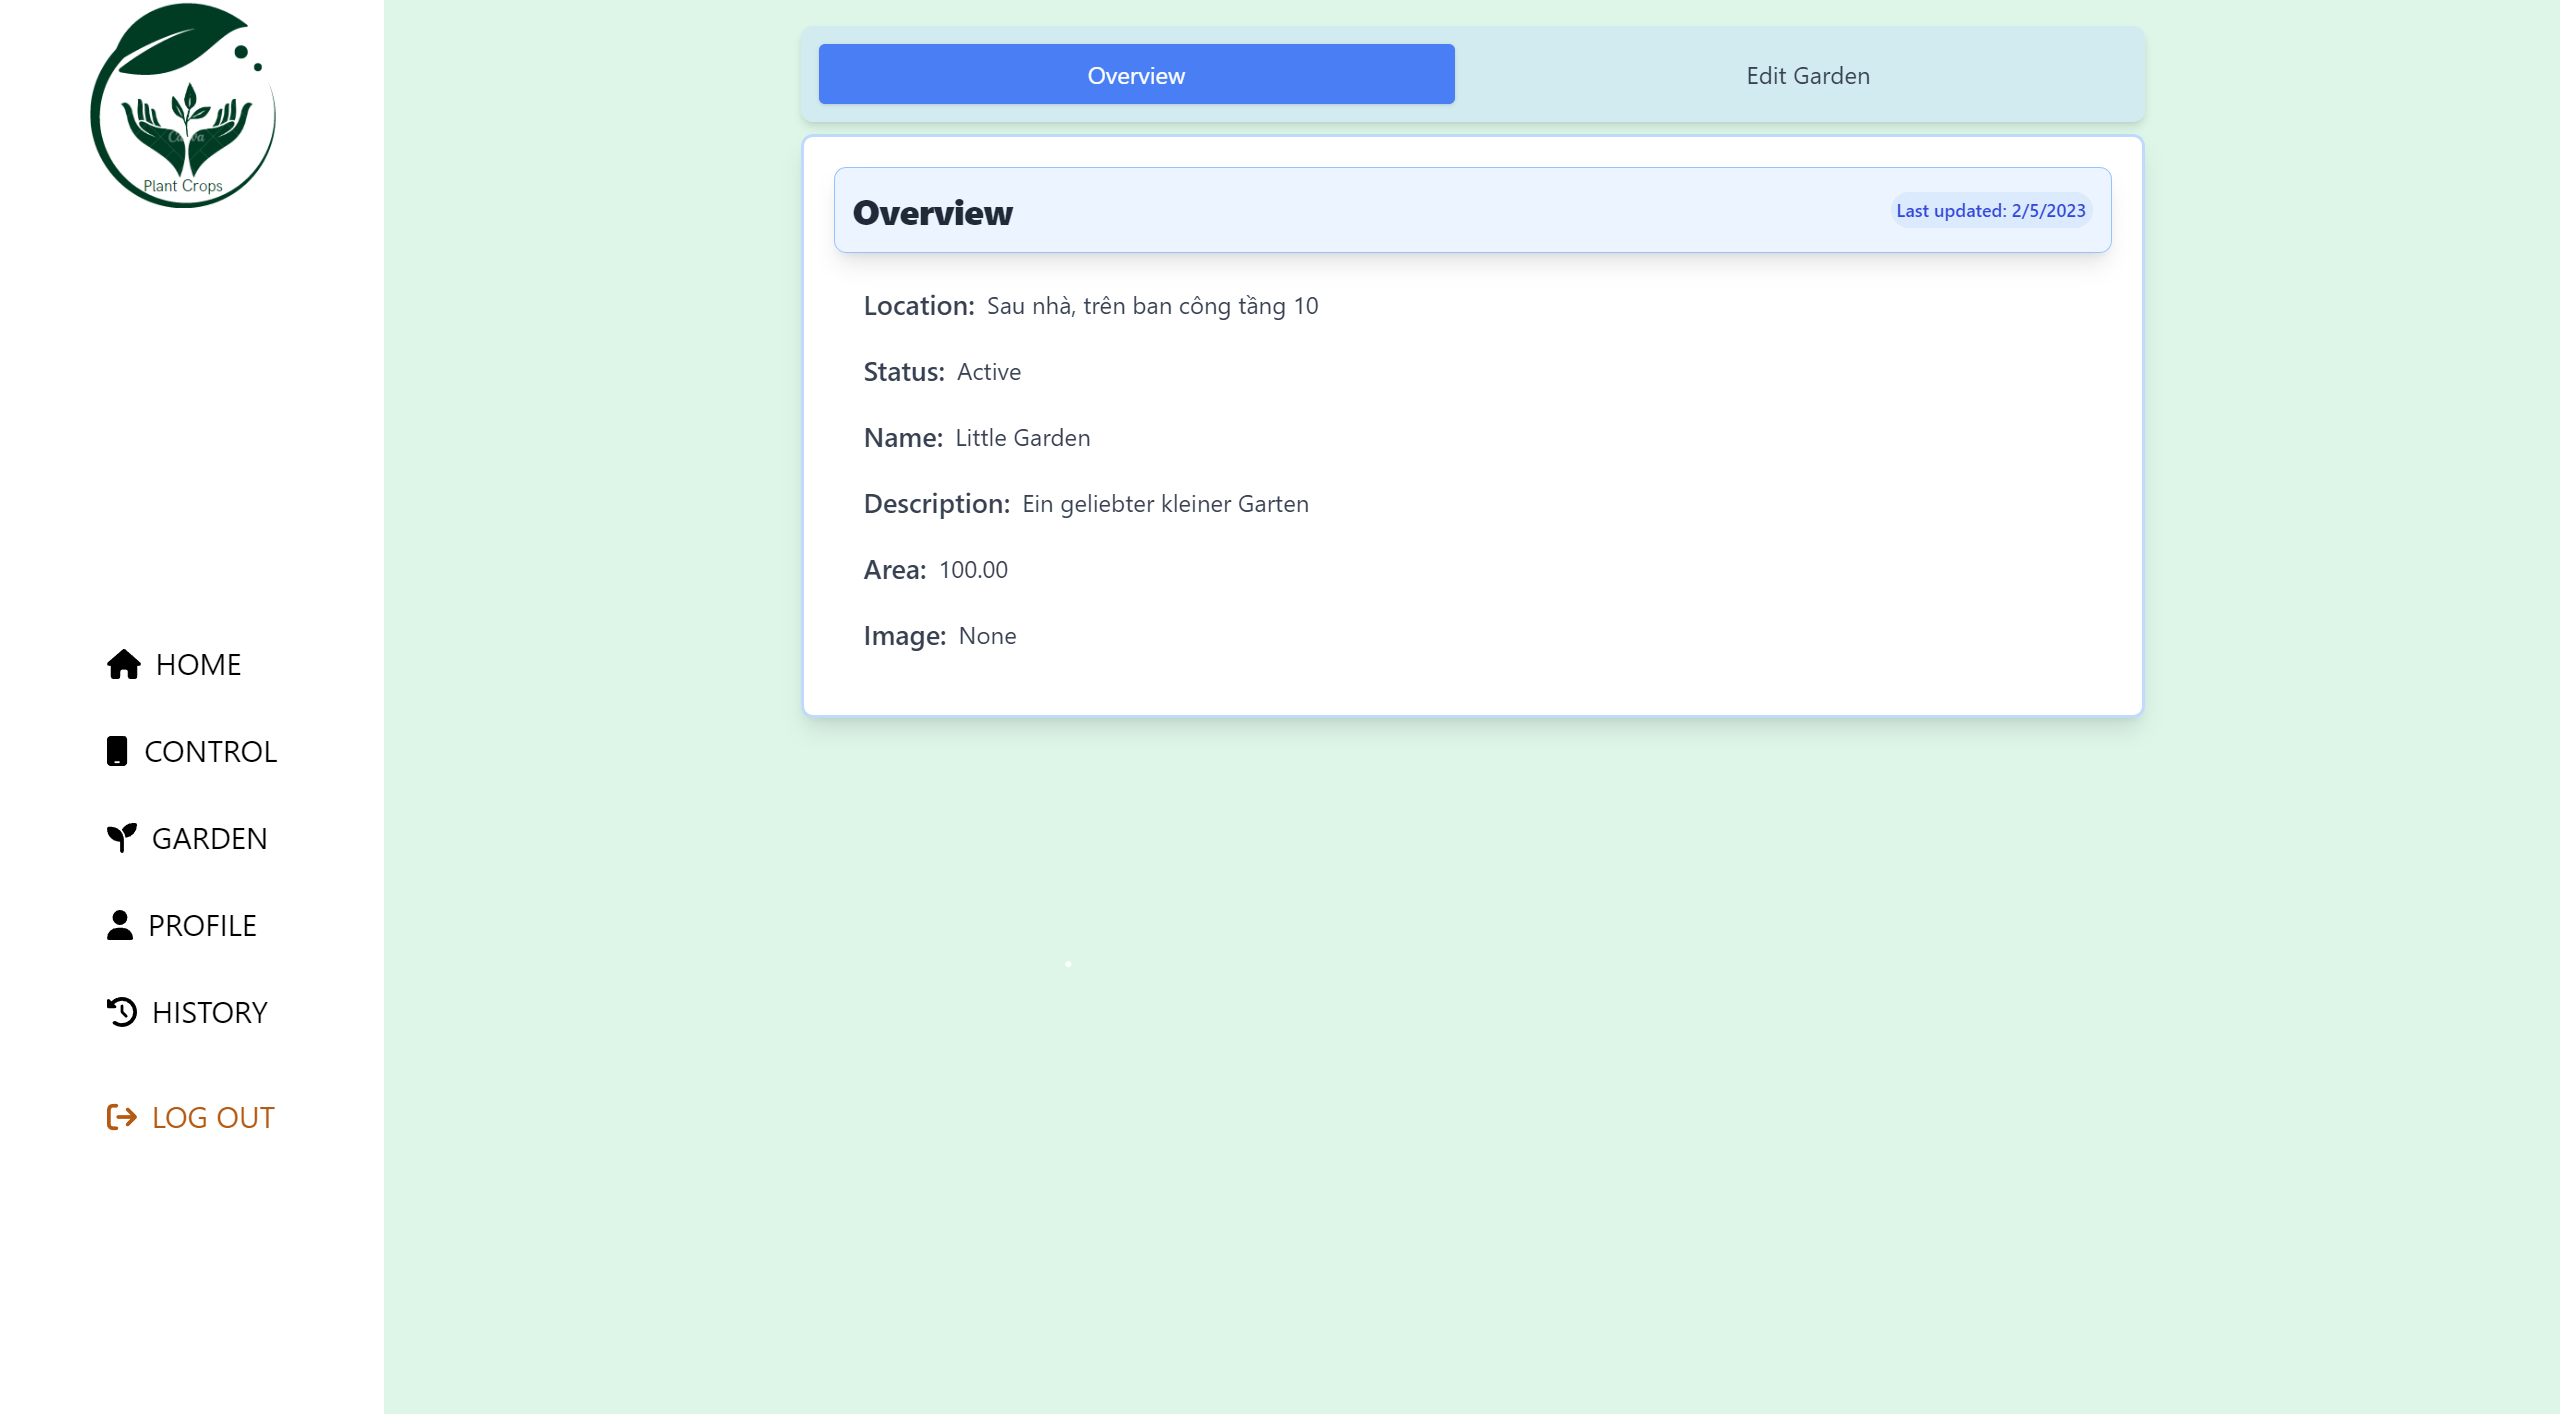 Canva
Plant Crops
HOME
CONTROL
GARDEN
PROFILE
HISTORY
LOG OUT
Overview
Edit Garden
Overview
Last updated: 2/5/2023
Location: Sau nhà, trên ban công tầng 10
Status: Active
Name: Little Garden
Description: Ein geliebter kleiner Garten
Area: 100.00
Image: None